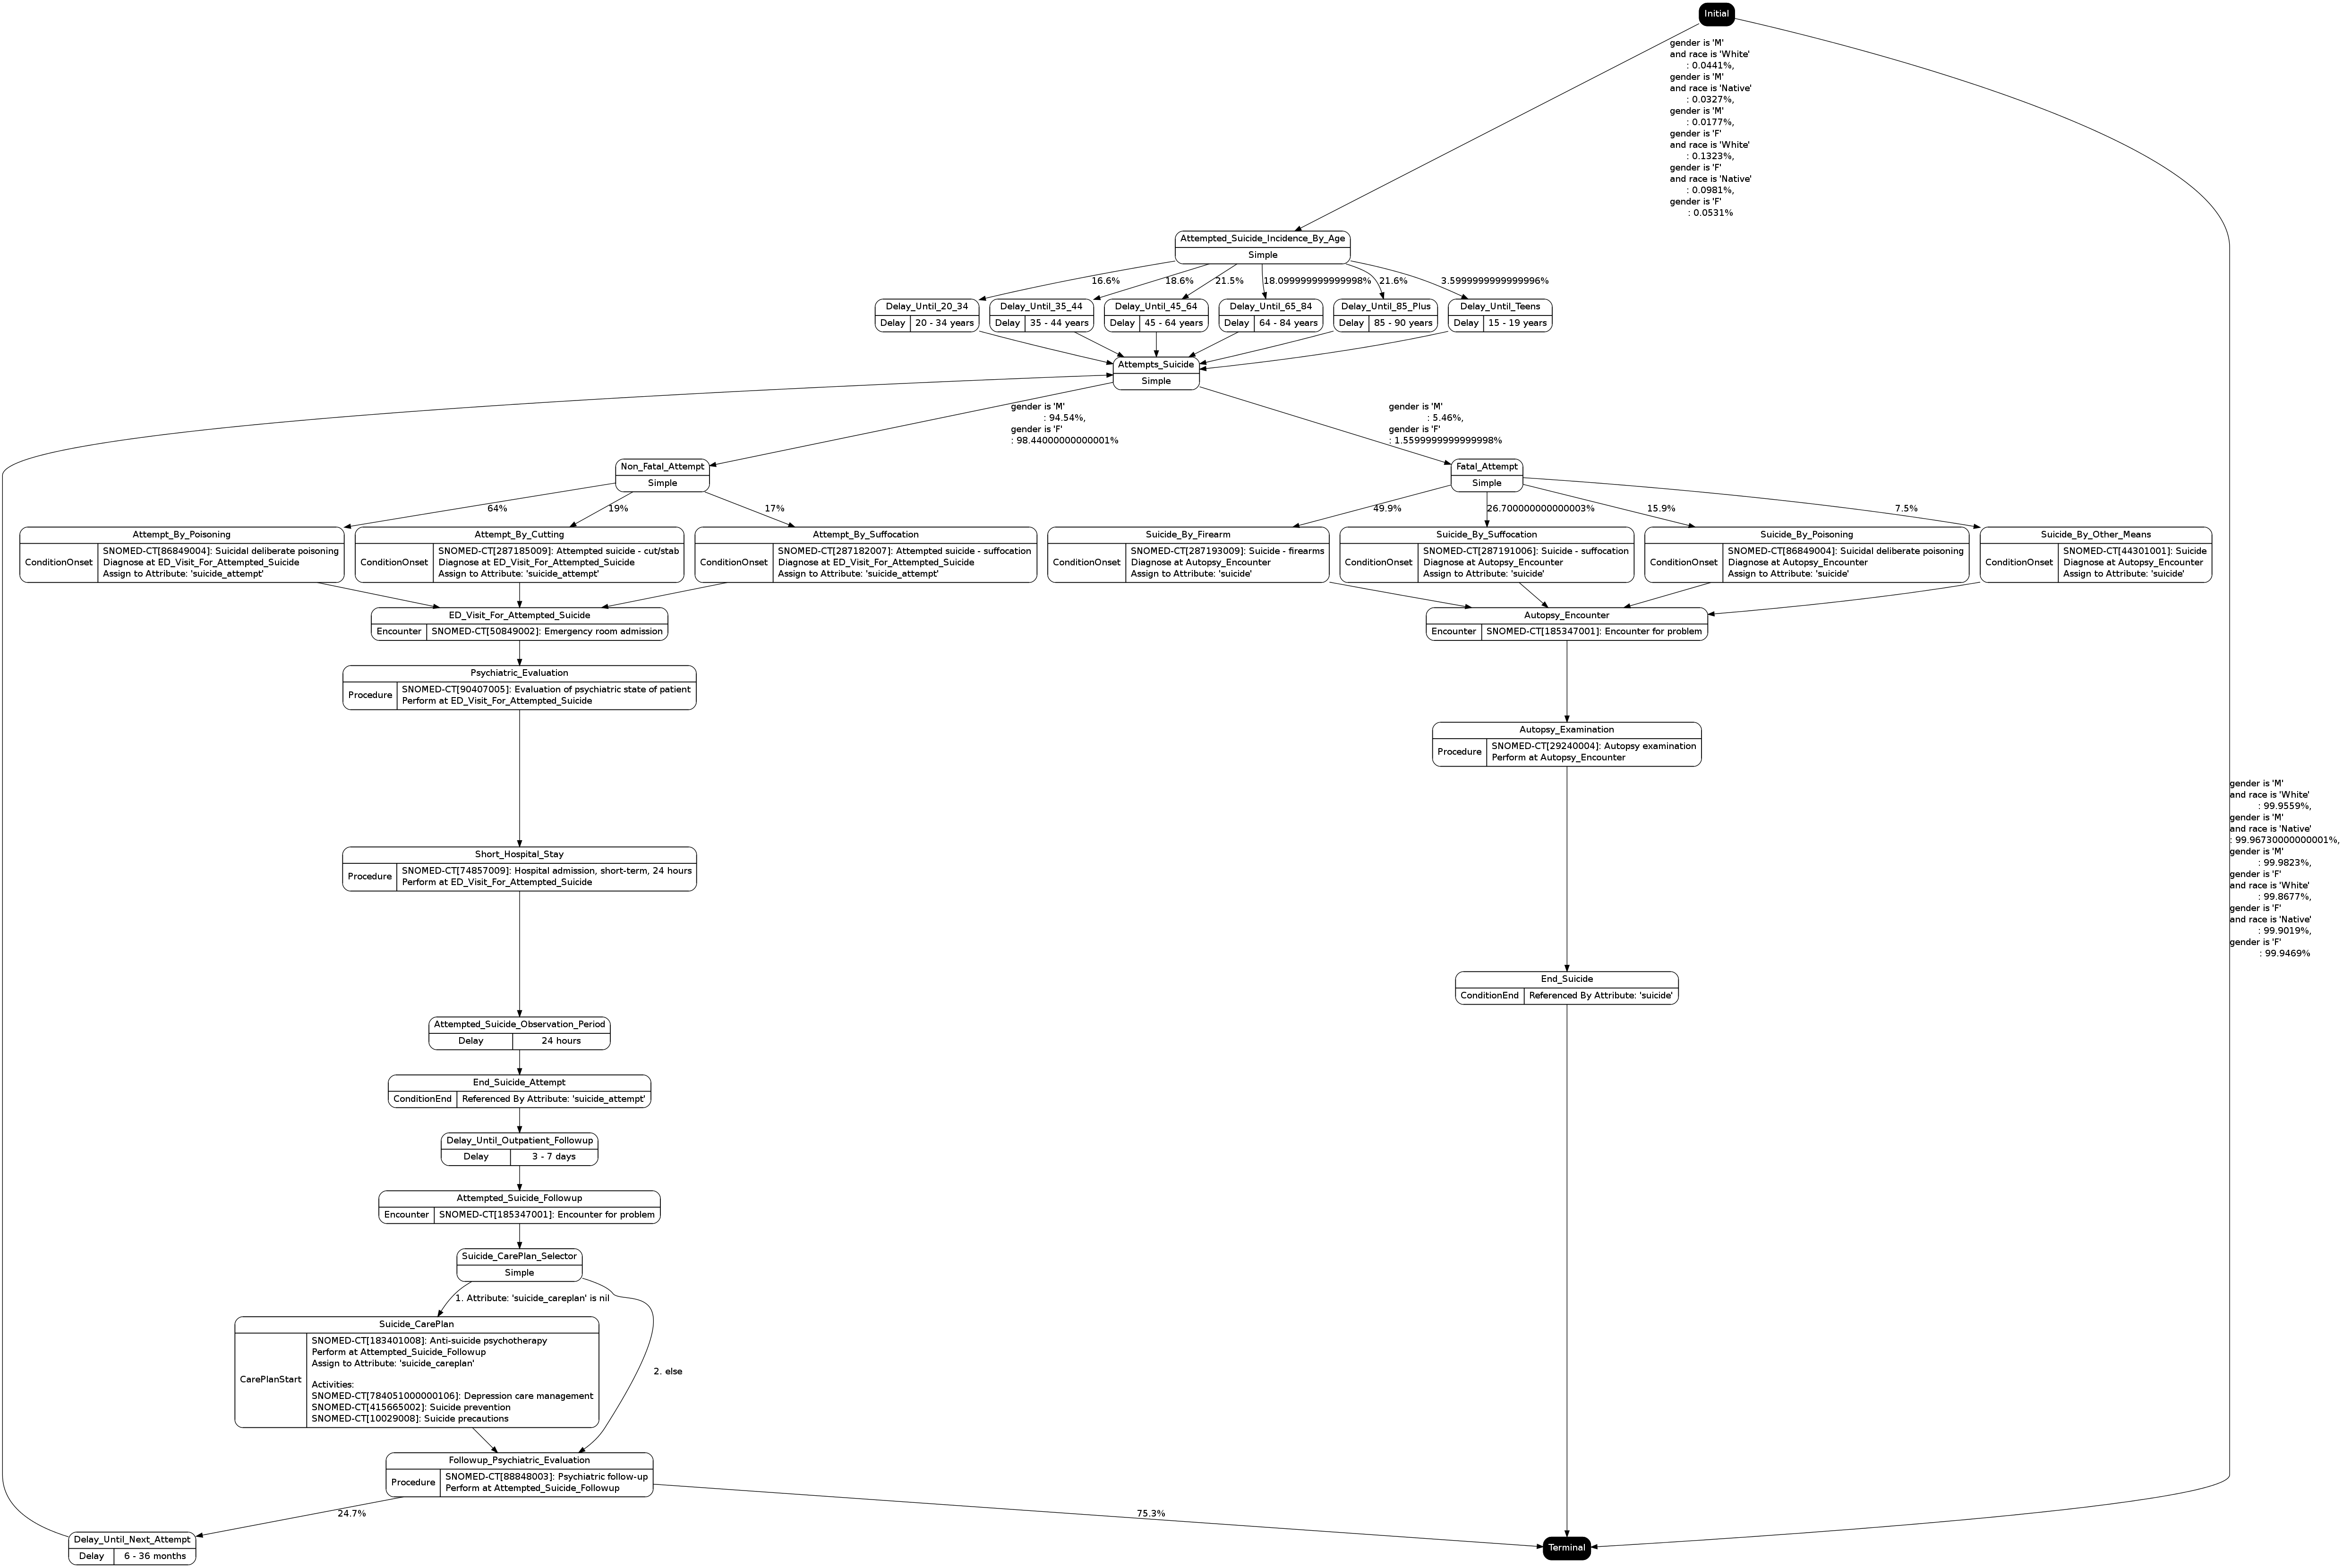 Initial
gender is 'M'
and race is 'White'
: 0.0441%,
gender is 'M'
and race is 'Native'
: 0.0327%,
gender is 'M'
: 0.0177%,
gender is 'F'
and race is 'White'
: 0.1323%,
gender is 'F'
and race is 'Native'
: 0.0981%,
gender is 'F'
: 0.0531%
Attempted_Suicide_Incidence_By_Age
Simple
16.6%
18.6%
21.5%
18.099999999999998%
21.6%
3.5999999999999996%
Delay_Until_20_34
Delay
20 - 34 years
Delay_Until_35_44
Delay
35 - 44 years
Delay_Until_45_64
Delay
45 - 64 years
Delay_Until_65_84
Delay
64 - 84 years
Delay_Until_85_Plus
Delay
85 - 90 years
Delay_Until_Teens
Delay
15 - 19 years
Attempts_Suicide
Simple
gender is 'M'
: 94.54%,
gender is 'F'
: 98.44000000000001%
gender is 'M'
: 5.46%,
gender is 'F'
: 1.5599999999999998%
Non_Fatal_Attempt
Simple
Fatal_Attempt
Simple
64%
19%
17%
49.9%
26.700000000000003%
15.9%
7.5%
Attempt_By_Poisoning
ConditionOnset
SNOMED-CT[86849004]: Suicidal deliberate poisoning
Diagnose at ED_Visit_For_Attempted_Suicide
Assign to Attribute: 'suicide_attempt'
Attempt_By_Cutting
ConditionOnset
SNOMED-CT[287185009]: Attempted suicide - cut/stab
Diagnose at ED_Visit_For_Attempted_Suicide
Assign to Attribute: 'suicide_attempt'
Attempt_By_Suffocation
ConditionOnset
SNOMED-CT[287182007]: Attempted suicide - suffocation
Diagnose at ED_Visit_For_Attempted_Suicide
Assign to Attribute: 'suicide_attempt'
Suicide_By_Firearm
ConditionOnset
SNOMED-CT[287193009]: Suicide - firearms
Diagnose at Autopsy_Encounter
Assign to Attribute: 'suicide'
Suicide_By_Suffocation
ConditionOnset
SNOMED-CT[287191006]: Suicide - suffocation
Diagnose at Autopsy_Encounter
Assign to Attribute: 'suicide'
Suicide_By_Poisoning
ConditionOnset
SNOMED-CT[86849004]: Suicidal deliberate poisoning
Diagnose at Autopsy_Encounter
Assign to Attribute: 'suicide'
Suicide_By_Other_Means
ConditionOnset
SNOMED-CT[44301001]: Suicide
Diagnose at Autopsy_Encounter
Assign to Attribute: 'suicide'
ED_Visit_For_Attempted_Suicide
Encounter
SNOMED-CT[50849002]: Emergency room admission
Autopsy_Encounter
Encounter
SNOMED-CT[185347001]: Encounter for problem
Psychiatric_Evaluation
Procedure
SNOMED-CT[90407005]: Evaluation of psychiatric state of patient
Perform at ED_Visit_For_Attempted_Suicide
Autopsy_Examination
Procedure
SNOMED-CT[29240004]: Autopsy examination
Perform at Autopsy_Encounter
gender is 'M'
and race is 'White'
: 99.9559%,
gender is 'M'
and race is 'Native'
: 99.96730000000001%,
gender is 'M'
: 99.9823%,
gender is 'F'
and race is 'White'
: 99.8677%,
gender is 'F'
and race is 'Native'
: 99.9019%,
gender is 'F'
: 99.9469%
Short_Hospital_Stay
Procedure
SNOMED-CT[74857009]: Hospital admission, short-term, 24 hours
Perform at ED_Visit_For_Attempted_Suicide
End_Suicide
ConditionEnd
Referenced By Attribute: 'suicide'
Attempted_Suicide_Observation_Period
Delay
24 hours
End_Suicide_Attempt
ConditionEnd
Referenced By Attribute: 'suicide_attempt'
Delay_Until_Outpatient_Followup
Delay
3 - 7 days
Attempted_Suicide_Followup
Encounter
SNOMED-CT[185347001]: Encounter for problem
Suicide_CarePlan_Selector
Simple
1. Attribute: 'suicide_careplan' is nil
2. else
Suicide_CarePlan
CarePlanStart
SNOMED-CT[183401008]: Anti-suicide psychotherapy
Perform at Attempted_Suicide_Followup
Assign to Attribute: 'suicide_careplan'
Activities:
SNOMED-CT[784051000000106]: Depression care management
SNOMED-CT[415665002]: Suicide prevention
SNOMED-CT[10029008]: Suicide precautions
Followup_Psychiatric_Evaluation
Procedure
SNOMED-CT[88848003]: Psychiatric follow-up
Perform at Attempted_Suicide_Followup
24.7%
75.3%
Delay_Until_Next_Attempt
Delay
6 - 36 months
Terminal